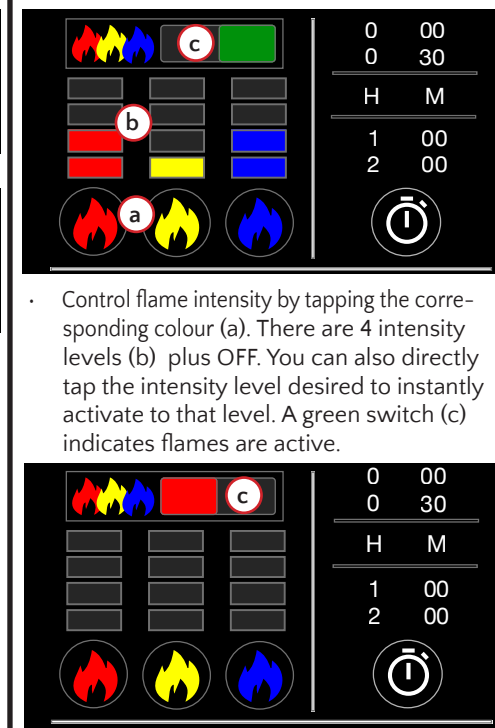 c
0 00
0 30
b
H M
1 00
2 00
a
· Control flame intensity by tapping the corre-
sponding colour (a). There are 4 intensity
levels (b) plus OFF. You can also directly
tap the intensity level desired to instantly
activate to that level. A green switch (c)
indicates flames are active.
c
0 00
0 30
H M
1 00
2 00